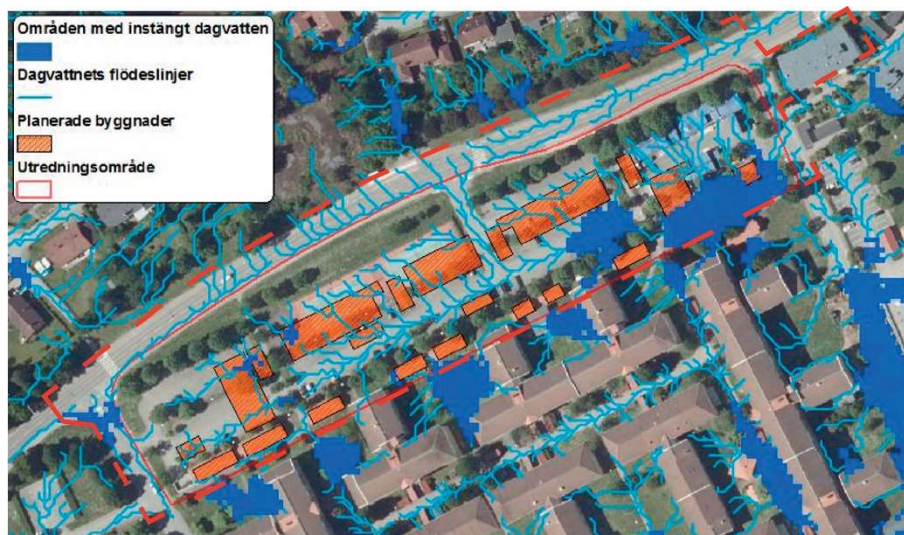 Områden med instängt dagvatten
Dagvattnets flödeslinjer
Planerade byggnader
Utredningsområde